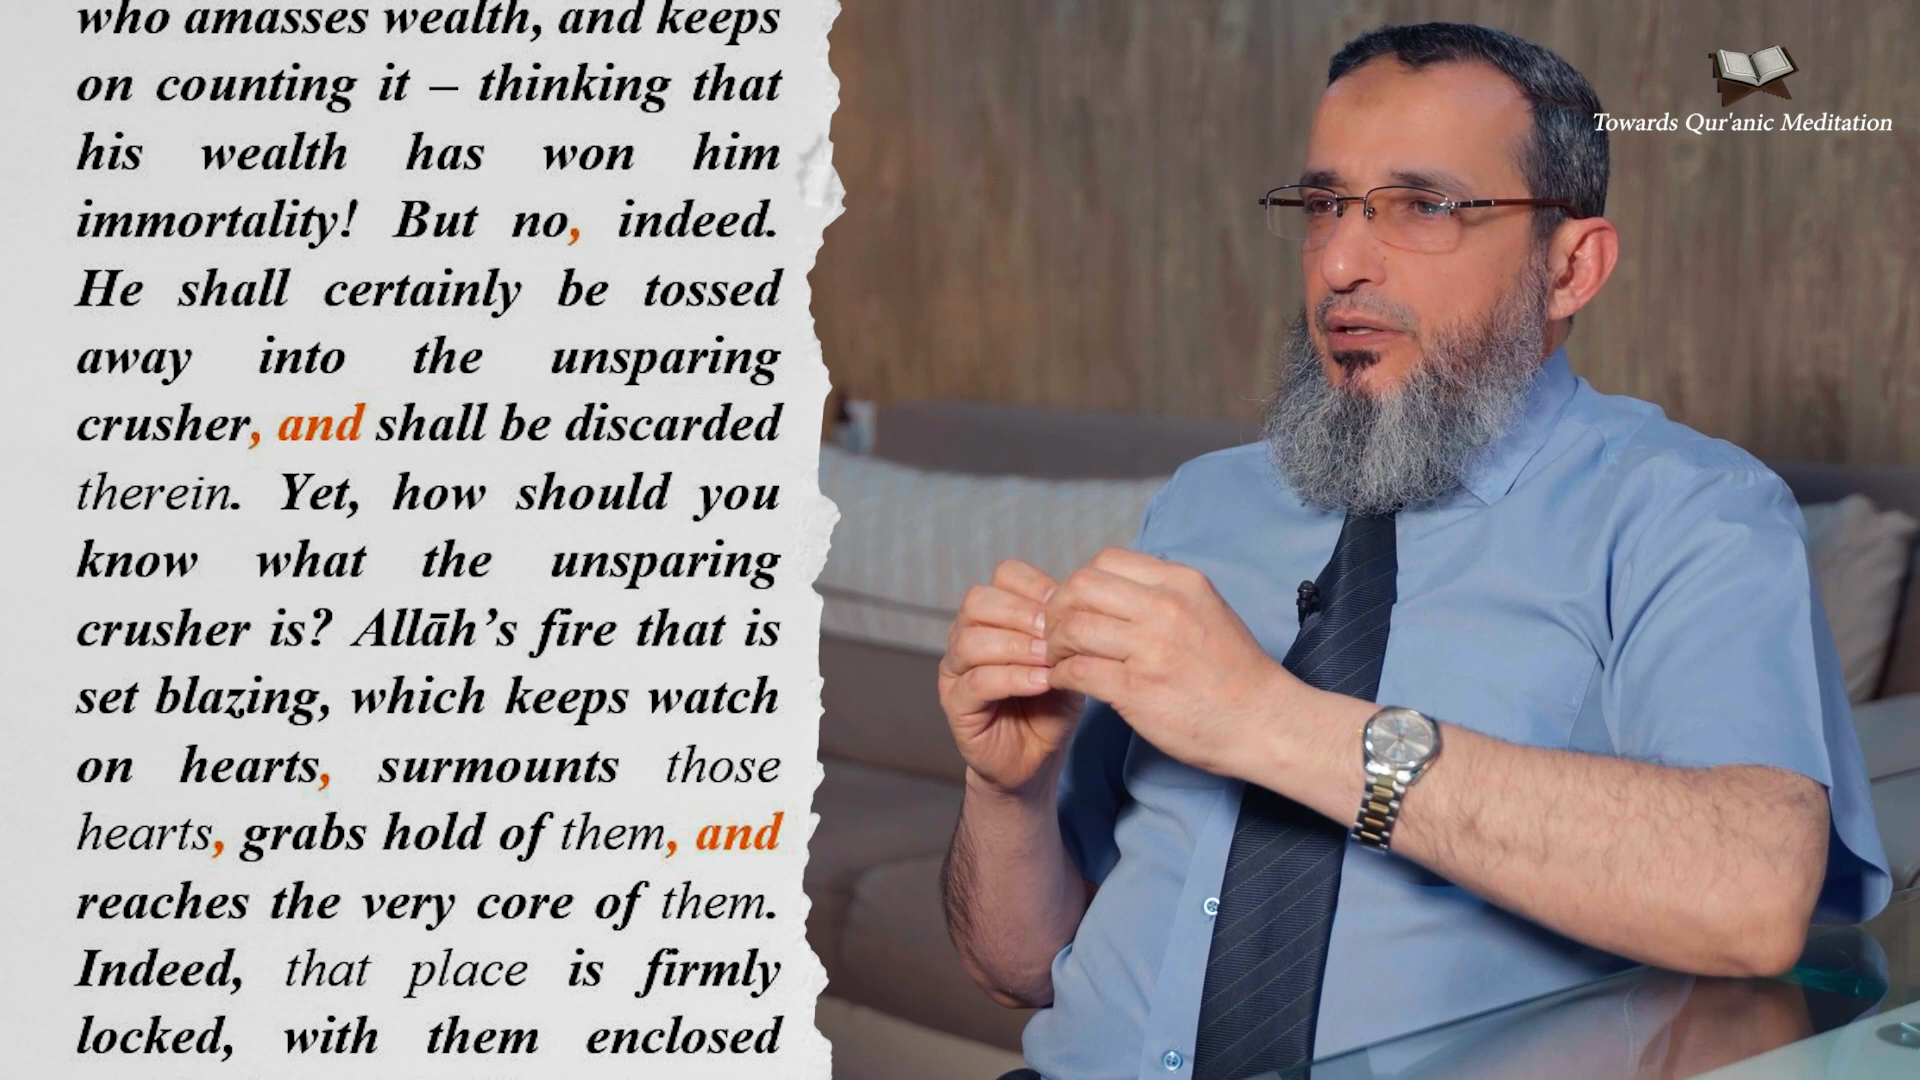 who amasses wealth, and keeps
on counting it – thinking that
his wealth has won him
immortality! But no, indeed.
He shall certainly be tossed
away into the unsparing
crusher, and shall be discarded
therein. Yet, how should you
know what the unsparing
crusher is? Allāh’s fire that is
set blazing, which keeps watch
on hearts, surmounts those
hearts, grabs hold of them, and
reaches the very core of them.
Indeed, that place is firmly
locked, with them enclosed
Towards Qur'anic Meditation